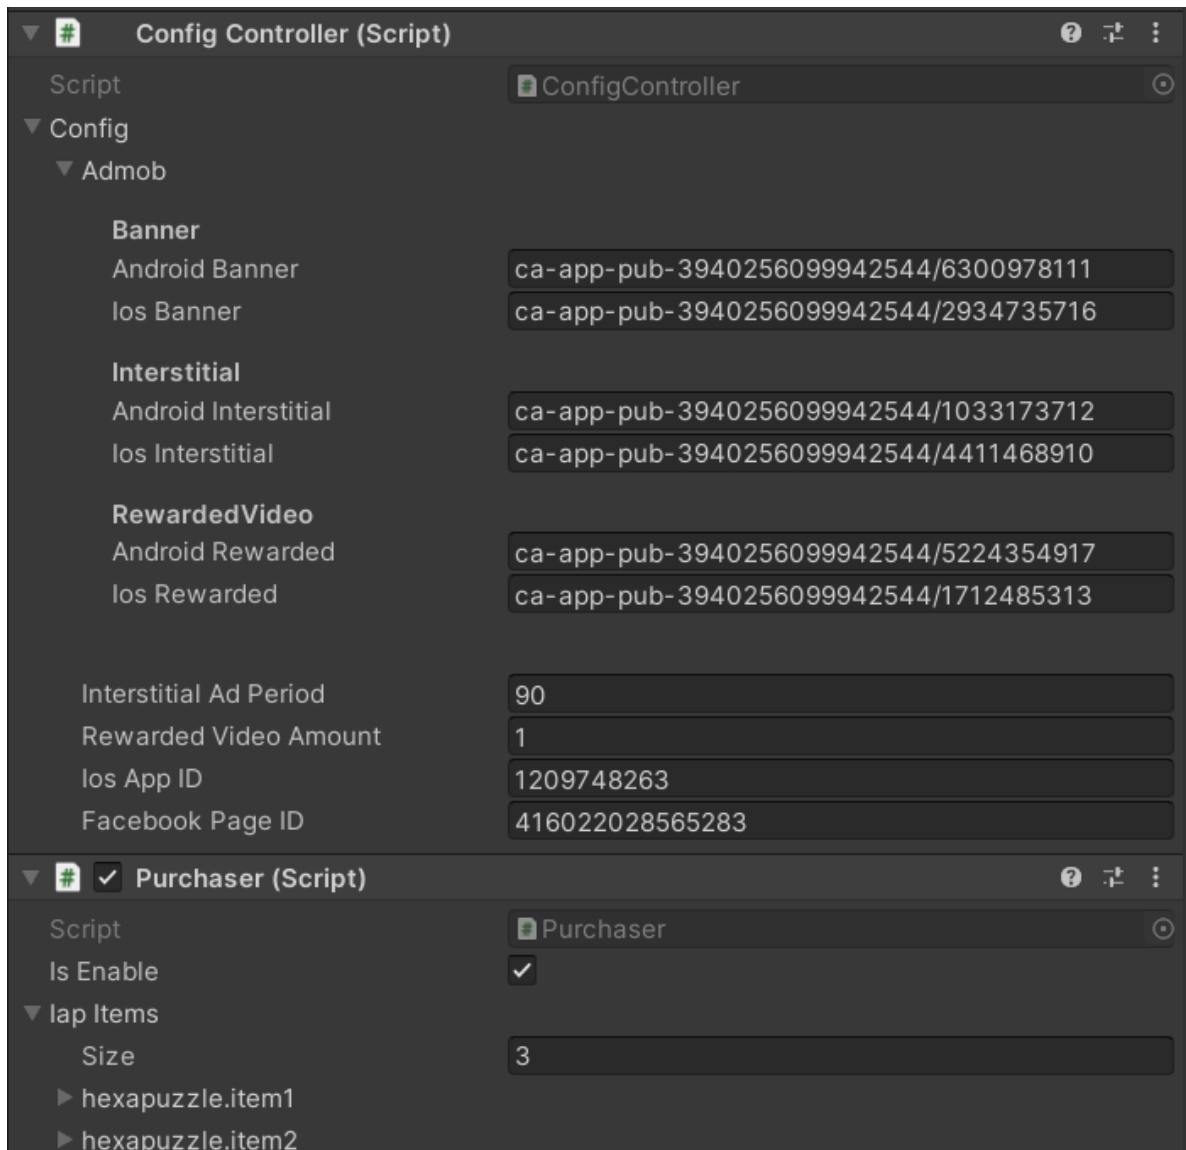 Config Controller (Script)
Script ConfigController
Config
Admob
Banner
Android Banner ca-app-pub-3940256099942544/6300978111
Ios Banner ca-app-pub-3940256099942544/2934735716
Interstitial
Android Interstitial ca-app-pub-3940256099942544/1033173712
Ios Interstitial ca-app-pub-3940256099942544/4411468910
RewardedVideo
Android Rewarded ca-app-pub-3940256099942544/5224354917
Ios Rewarded ca-app-pub-3940256099942544/1712485313
Interstitial Ad Period 90
Rewarded Video Amount 1
Ios App ID 1209748263
Facebook Page ID 416022028565283
Purchaser (Script)
Script Purchaser
Is Enable
Iap Items
Size 3
hexapuzzle.item1
hexapuzzle.item2